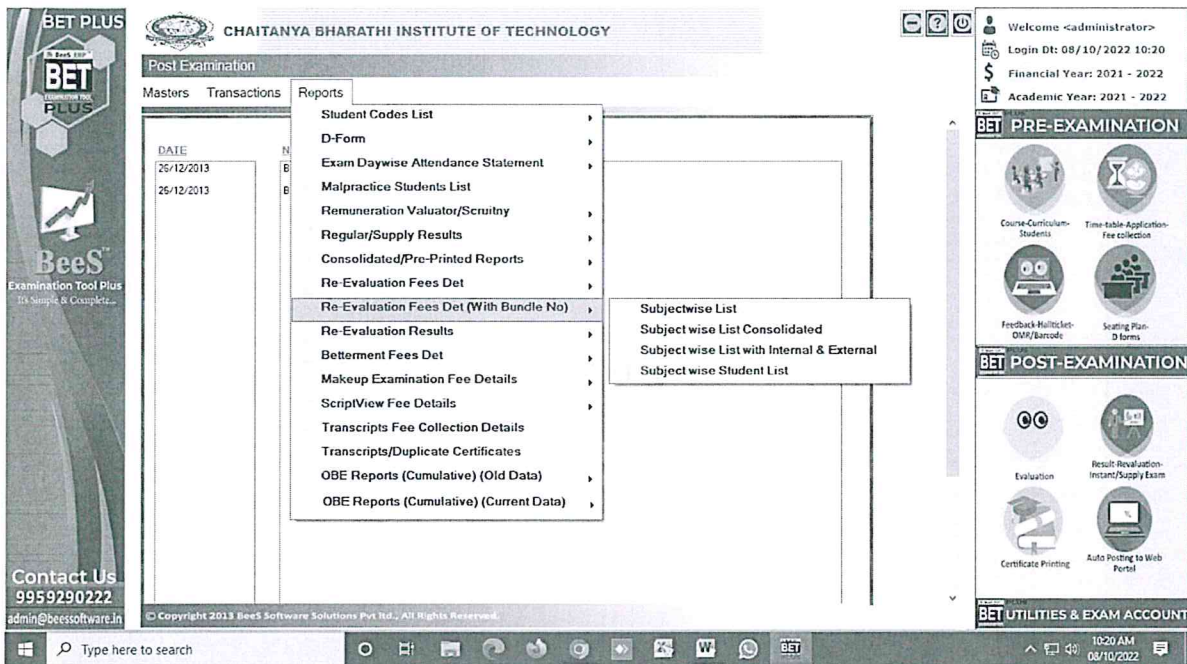 BET PLUS
BeeS ERP
BET
EXAMINATION TOOL
PLUS
BeeS™
Examination Tool Plus
It's Simple & Complete...
Contact Us
9959290222
admin@beessoftware.in
CHAITANYA BHARATHI INSTITUTE OF TECHNOLOGY
Post Examination
Masters Transactions Reports
DATE
26/12/2013
25/12/2013
N
B
B
Student Codes List
D-Form
Exam Daywise Attendance Statement
Malpractice Students List
Remuneration Valuator/Scruitny
Regular/Supply Results
Consolidated/Pre-Printed Reports
Re-Evaluation Fees Det
Re-Evaluation Fees Det (With Bundle No)
Re-Evaluation Results
Betterment Fees Det
Makeup Examination Fee Details
ScriptView Fee Details
Transcripts Fee Collection Details
Transcripts/Duplicate Certificates
OBE Reports (Cumulative) (Old Data)
OBE Reports (Cumulative) (Current Data)
Subjectwise List
Subject wise List Consolidated
Subject wise List with Internal & External
Subject wise Student List
© Copyright 2013 BeeS Software Solutions Pvt ltd., All Rights Reserved.
Welcome <administrator>
Login Dt: 08/10/2022 10:20
Financial Year: 2021 - 2022
Academic Year: 2021 - 2022
BET PRE-EXAMINATION
Course-Curriculum-
Students
Time-table-Application-
Fee collection
Feedback-Hallticket-
OMR/Barcode
Seating Plan-
D forms
BET POST-EXAMINATION
Evaluation
Result-Revaluation-
Instant/Supply Exam
Certificate Printing
Auto Posting to Web
Portel
BET UTILITIES & EXAM ACCOUNT
Type here to search
BET
10:20 AM
08/10/2022